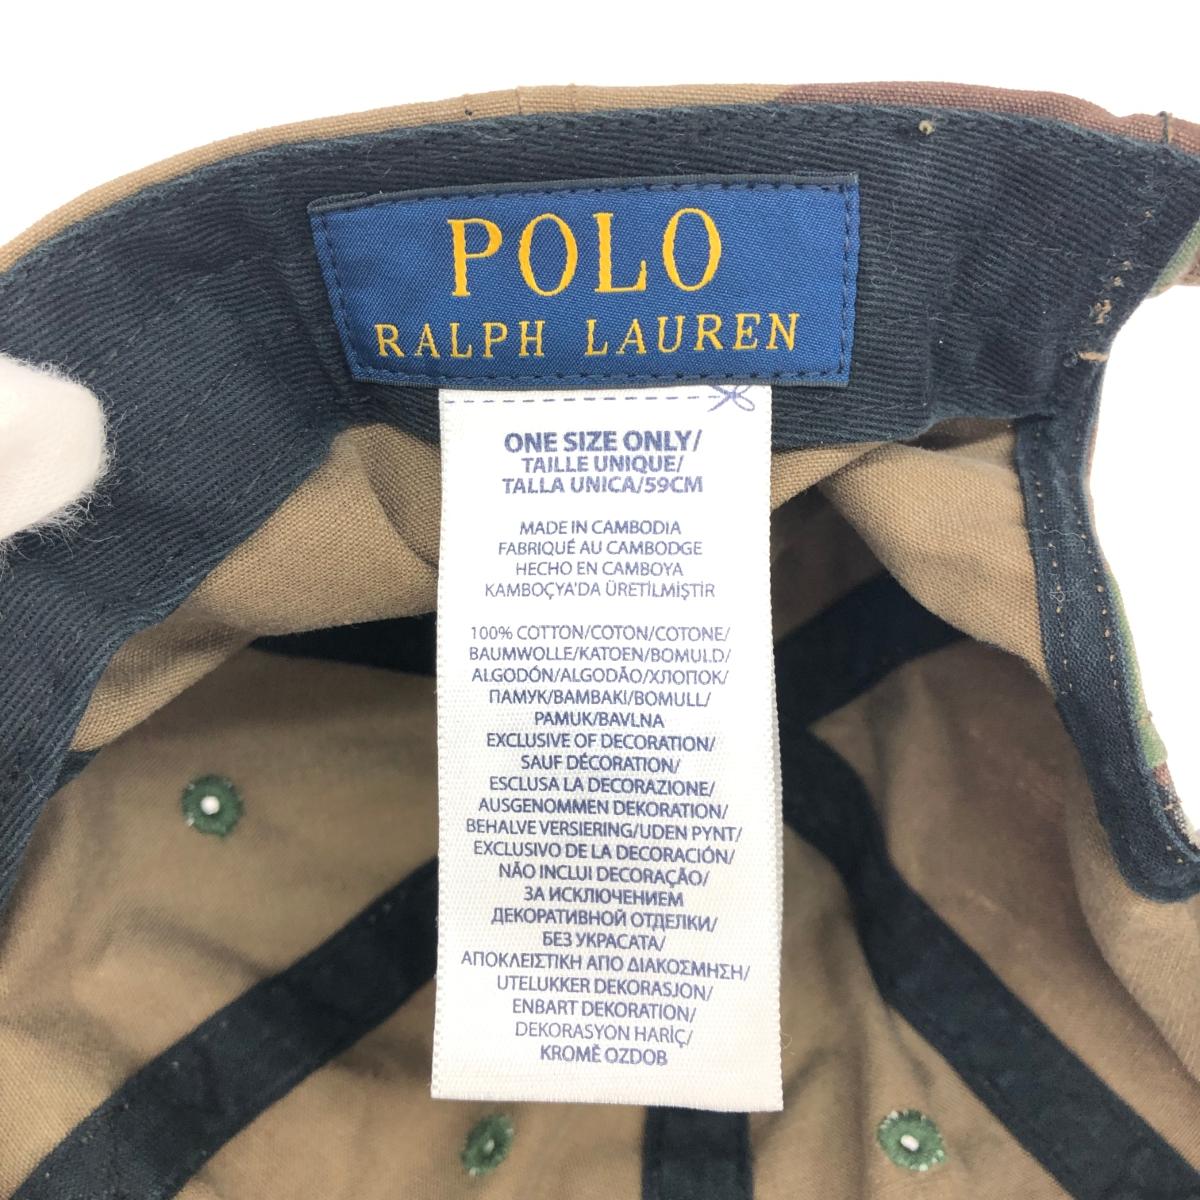 POLO
RALPH LAUREN
ONE SIZE ONLY/
TAILLE UNIQUE/
TALLA UNICA/59CM
MADE IN CAMBODIA
FABRIQUÉ AU CAMBODGE
HECHO EN CAMBOYA
KAMBOÇYA'DA ÜRETİLMİŞTİR
100% COTTON/COTON/COTONE/
BAUMWOLLE/KATOEN/BOMULD/
ALGODÓN/ALGODÃO/ХЛОПОК/
ПАМУК/BAMBAKI/BOMULL/
PAMUK/BAVLNA
EXCLUSIVE OF DECORATION/
SAUF DÉCORATION/
ESCLUSA LA DECORAZIONE/
AUSGENOMMEN DEKORATION/
BEHALVE VERSIERING/UDEN PYNT/
EXCLUSIVO DE LA DECORACIÓN/
NÃO INCLUI DECORAÇÃO/
ЗА ИСКЛЮЧЕНИЕМ
ДЕКОРАТИВНОЙ ОТДЕЛКИ/
БЕЗ УКРАСАТА/
ΑΠΟΚΛΕΙΣΤΙΚΗ ΑΠΟ ΔΙΑΚΟΣΜΗΣΗ/
UTELUKKER DEKORASJON/
ENBART DEKORATION/
DEKORASYON HARİÇ/
KROMĚ OZDOB